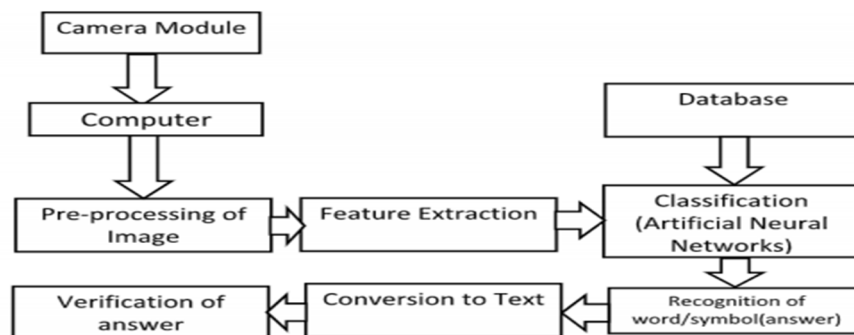 Camera Module
Computer
Database
Pre-processing of
Image
Feature Extraction
Classification
(Artificial Neural
Networks)
Recognition of
word/symbol(answer)
Conversion to Text
Verification of
answer